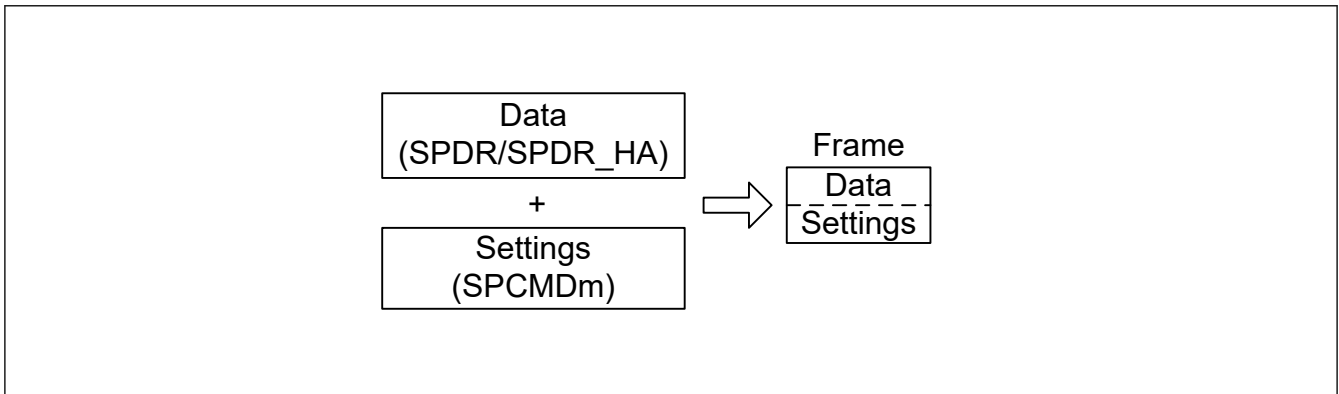 Data
(SPDR/SPDR_HA)
+
Settings
(SPCMDm)
Frame
Data
Settings